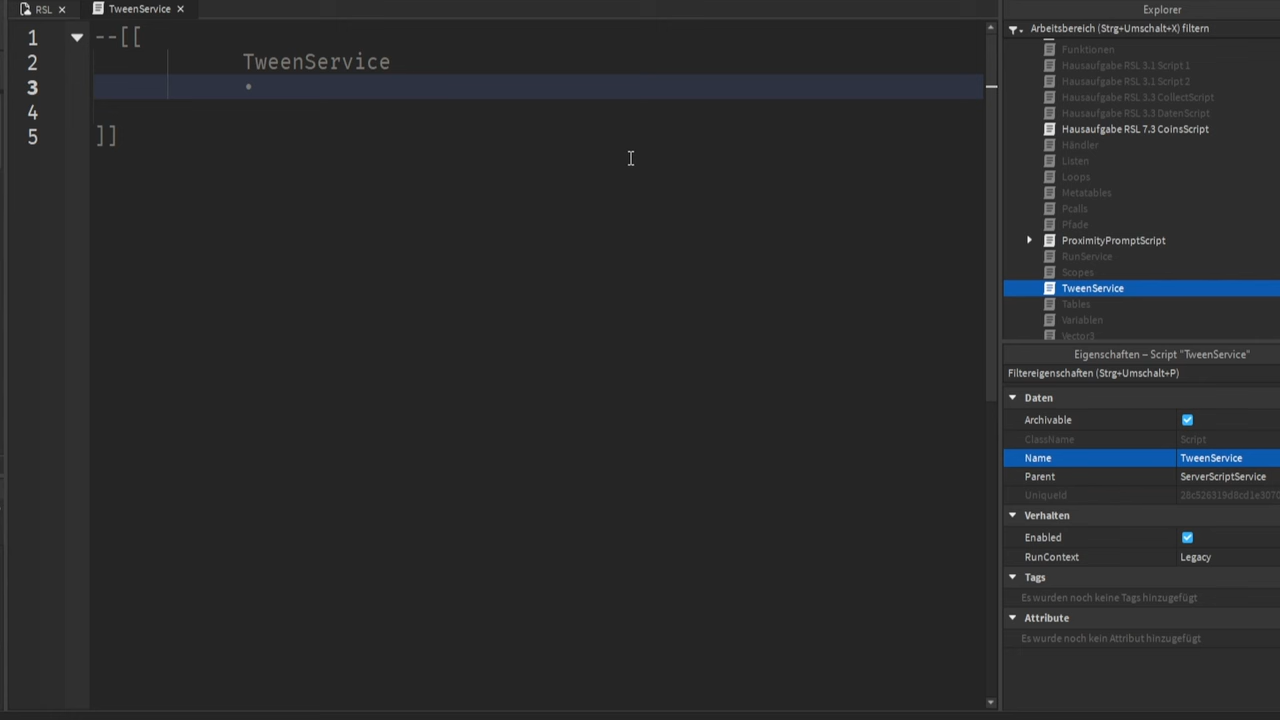 RSL
TweenService
1
--[[
2
TweenService
3
•
4
5
]]
Explorer
Arbeitsbereich (Strg+Umschalt+X) filtern
Funktionen
Hausaufgabe RSL 3.1 Script 1
Hausaufgabe RSL 3.1 Script 2
Hausaufgabe RSL 3.3 CollectScript
Hausaufgabe RSL 3.3 DatenScript
Hausaufgabe RSL 7.3 CoinsScript
Händler
Listen
Loops
Metatables
Pcalls
Pfade
ProximityPromptScript
RunService
Scopes
TweenService
Tables
Variablen
Vector3
Eigenschaften – Script "TweenService"
Filtereigenschaften (Strg+Umschalt+P)
Daten
Archivable
ClassName Script
Name TweenService
Parent ServerScriptService
UniqueId 28c526319d8cd1e307
Verhalten
Enabled
RunContext Legacy
Tags
Es wurden noch keine Tags hinzugefügt
Attribute
Es wurde noch kein Attribut hinzugefügt